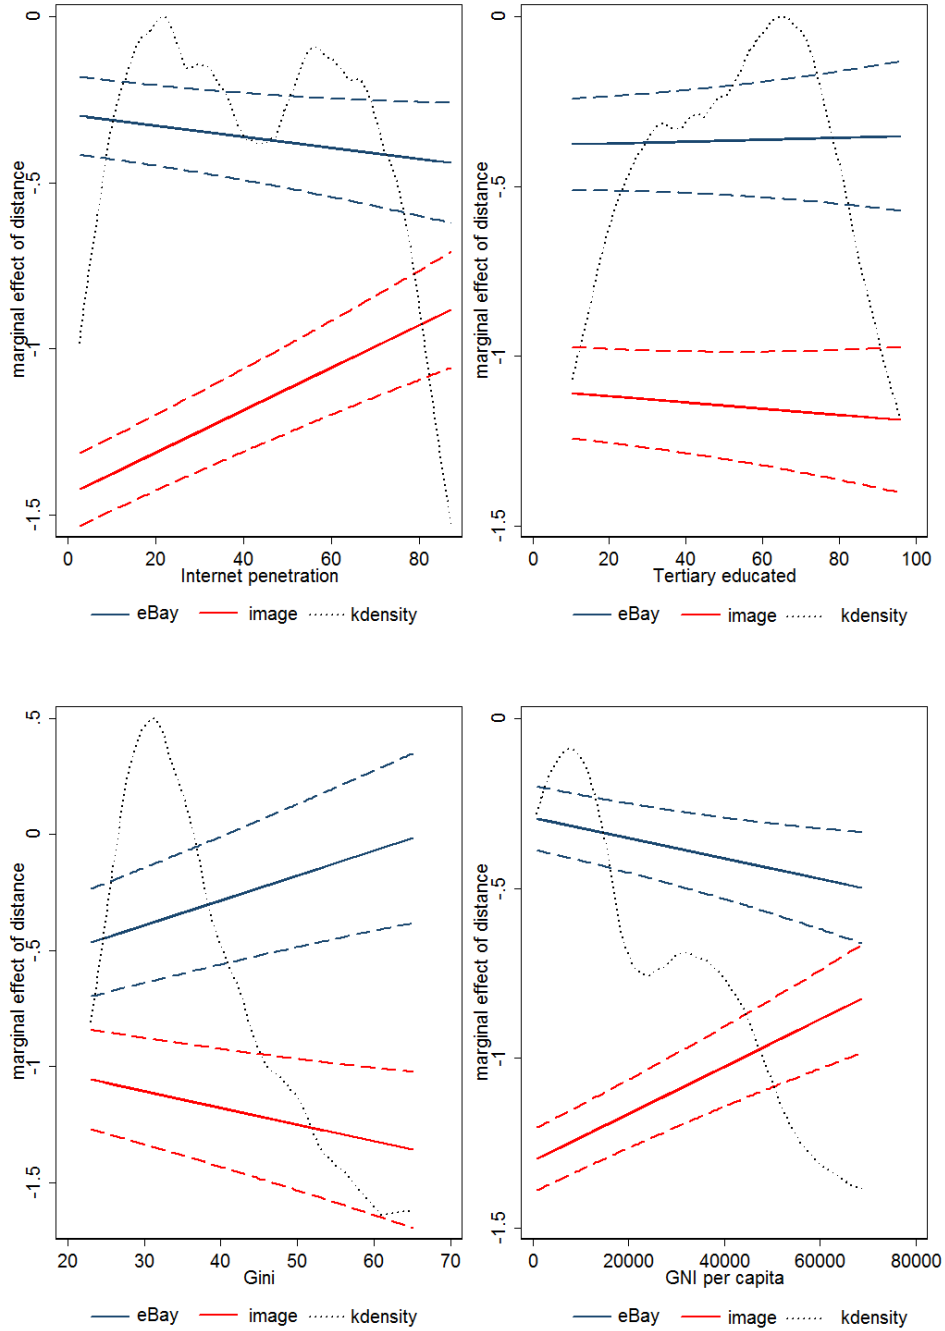 marginal effect of distance
0
-.5
-1
-1.5
0 20 40 60 80
Internet penetration
eBay image kdensity
marginal effect of distance
0
-.5
-1
-1.5
0 20 40 60 80 100
Tertiary educated
eBay image kdensity
marginal effect of distance
.5
0
-.5
-1
-1.5
20 30 40 50 60 70
Gini
eBay image kdensity
marginal effect of distance
0
-.5
-1
-1.5
0 20000 40000 60000 80000
GNI per capita
eBay image kdensity